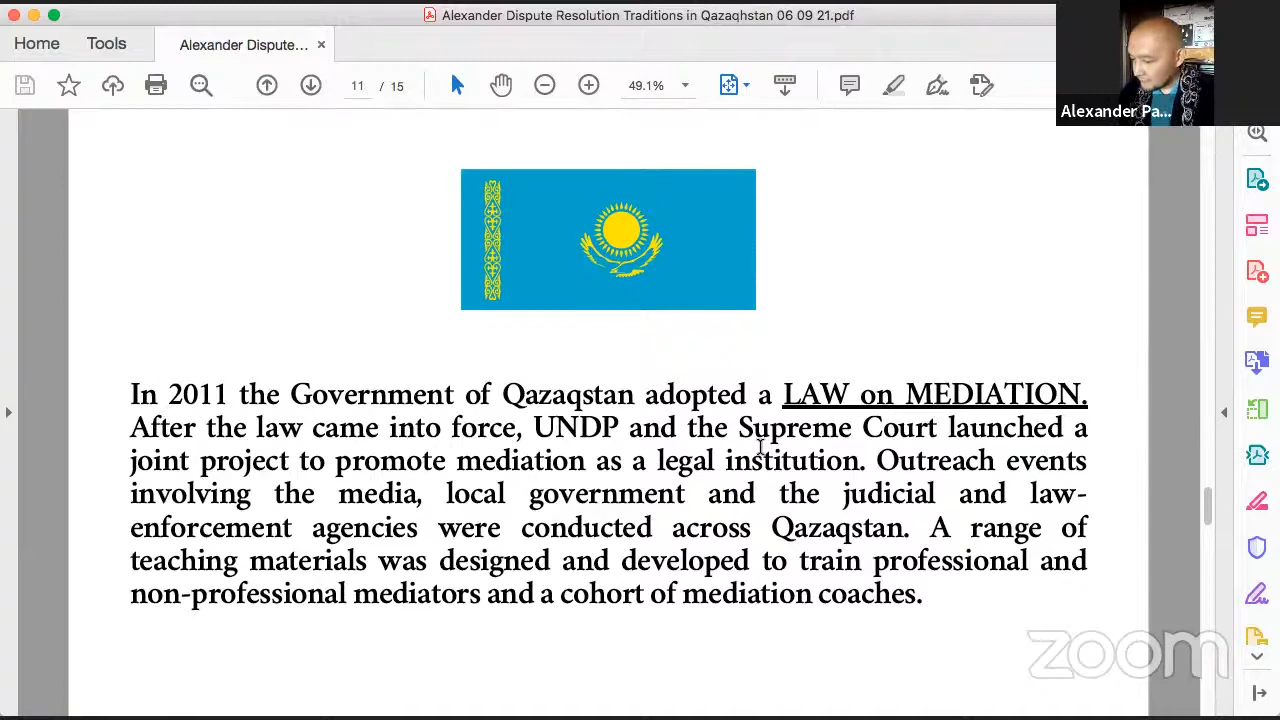 Alexander Dispute Resolution Traditions in Qazaqhstan 06 09 21.pdf
Home Tools Alexander Dispute... ×
11 / 15 49.1%
Alexander Pa...
In 2011 the Government of Qazaqstan adopted a LAW on MEDIATION.
After the law came into force, UNDP and the Supreme Court launched a
joint project to promote mediation as a legal institution. Outreach events
involving the media, local government and the judicial and law-
enforcement agencies were conducted across Qazaqstan. A range of
teaching materials was designed and developed to train professional and
non-professional mediators and a cohort of mediation coaches.
zoom